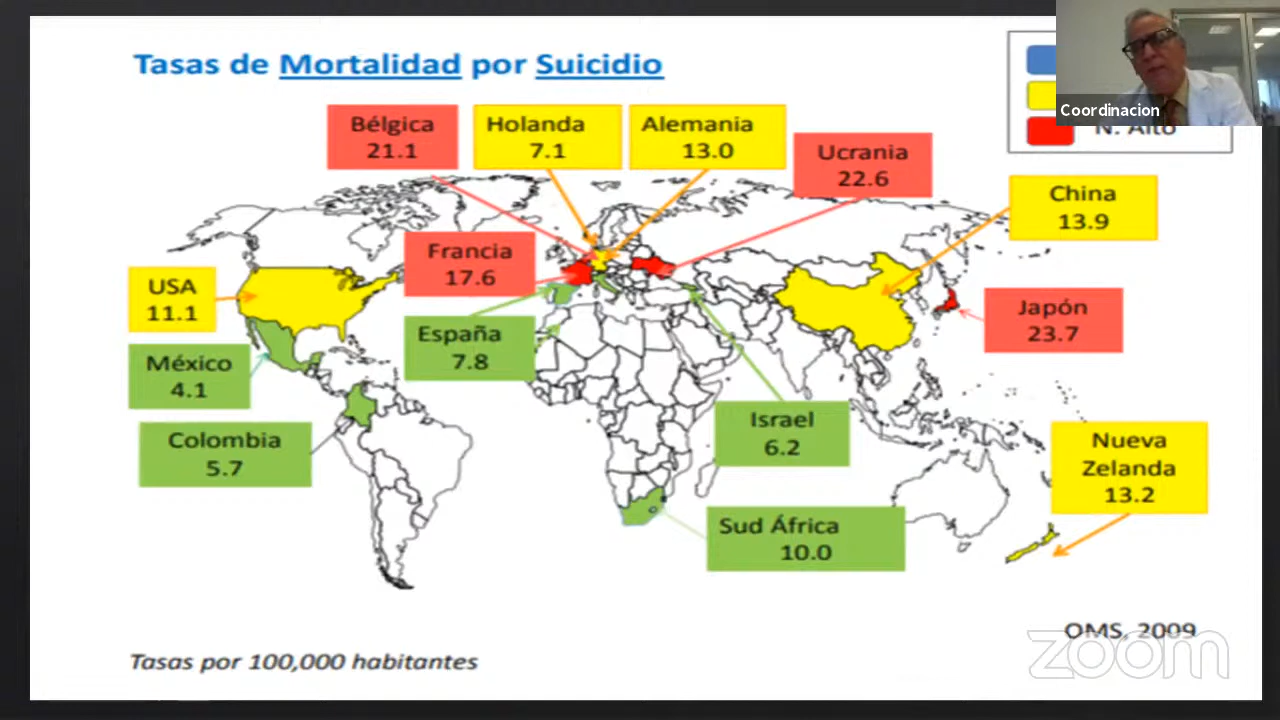 Tasas de Mortalidad por Suicidio
Coordinacion
N. Alto
Bélgica
21.1
Holanda
7.1
Alemania
13.0
Ucrania
22.6
China
13.9
Francia
17.6
USA
11.1
Japón
23.7
España
7.8
México
4.1
Israel
6.2
Colombia
5.7
Nueva
Zelanda
13.2
Sud África
10.0
OMS, 2009
zoom
Tasas por 100,000 habitantes